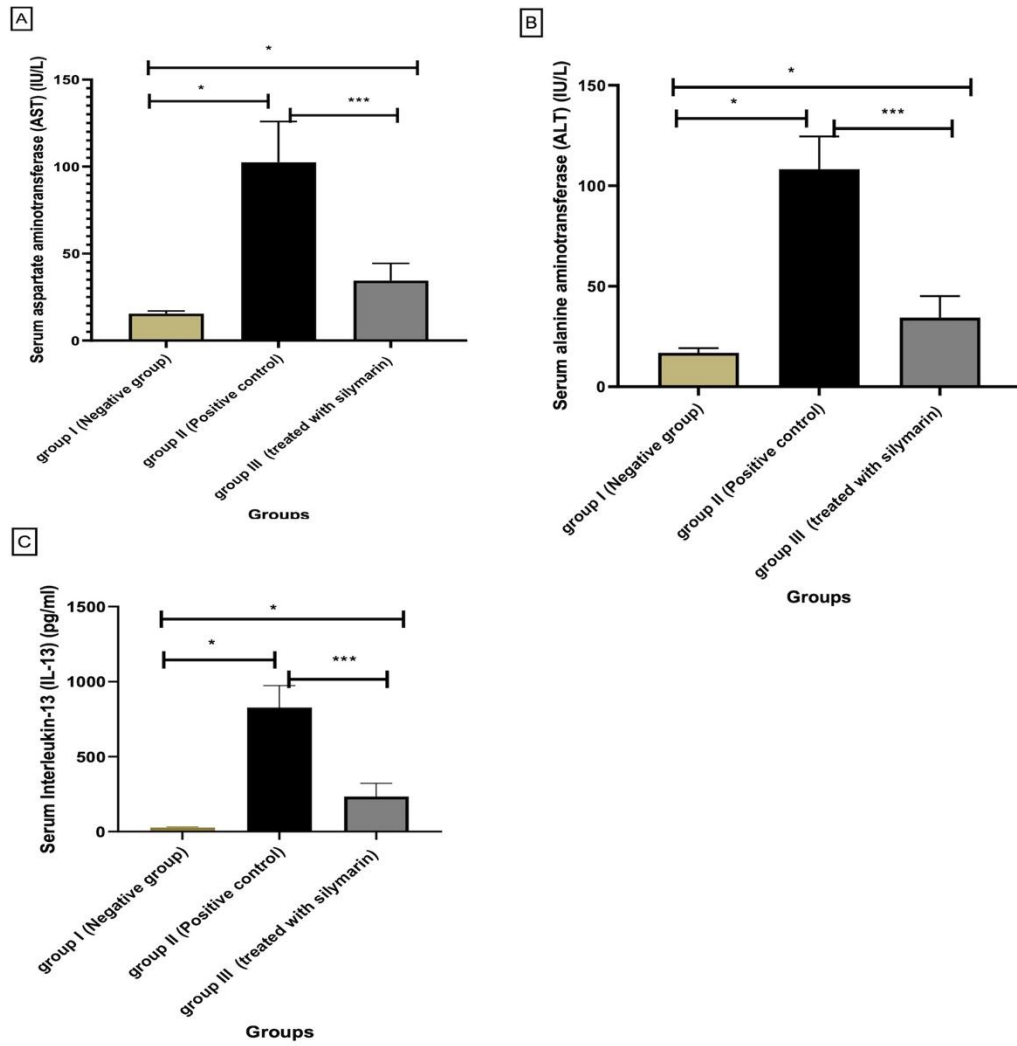 A
Serum aspartate aminotransferase (AST) (IU/L)
150
100
50
0
*
*
***
group I (Negative group)
group II (Positive control)
group III (treated with silymarin)
Groups
B
Serum alanine aminotransferase (ALT) (IU/L)
150
100
50
0
*
*
***
group I (Negative group)
group II (Positive control)
group III (treated with silymarin)
Groups
C
Serum Interleukin-13 (IL-13) (pg/ml)
1500
1000
500
0
*
*
***
group I (Negative group)
group II (Positive control)
group III (treated with silymarin)
Groups